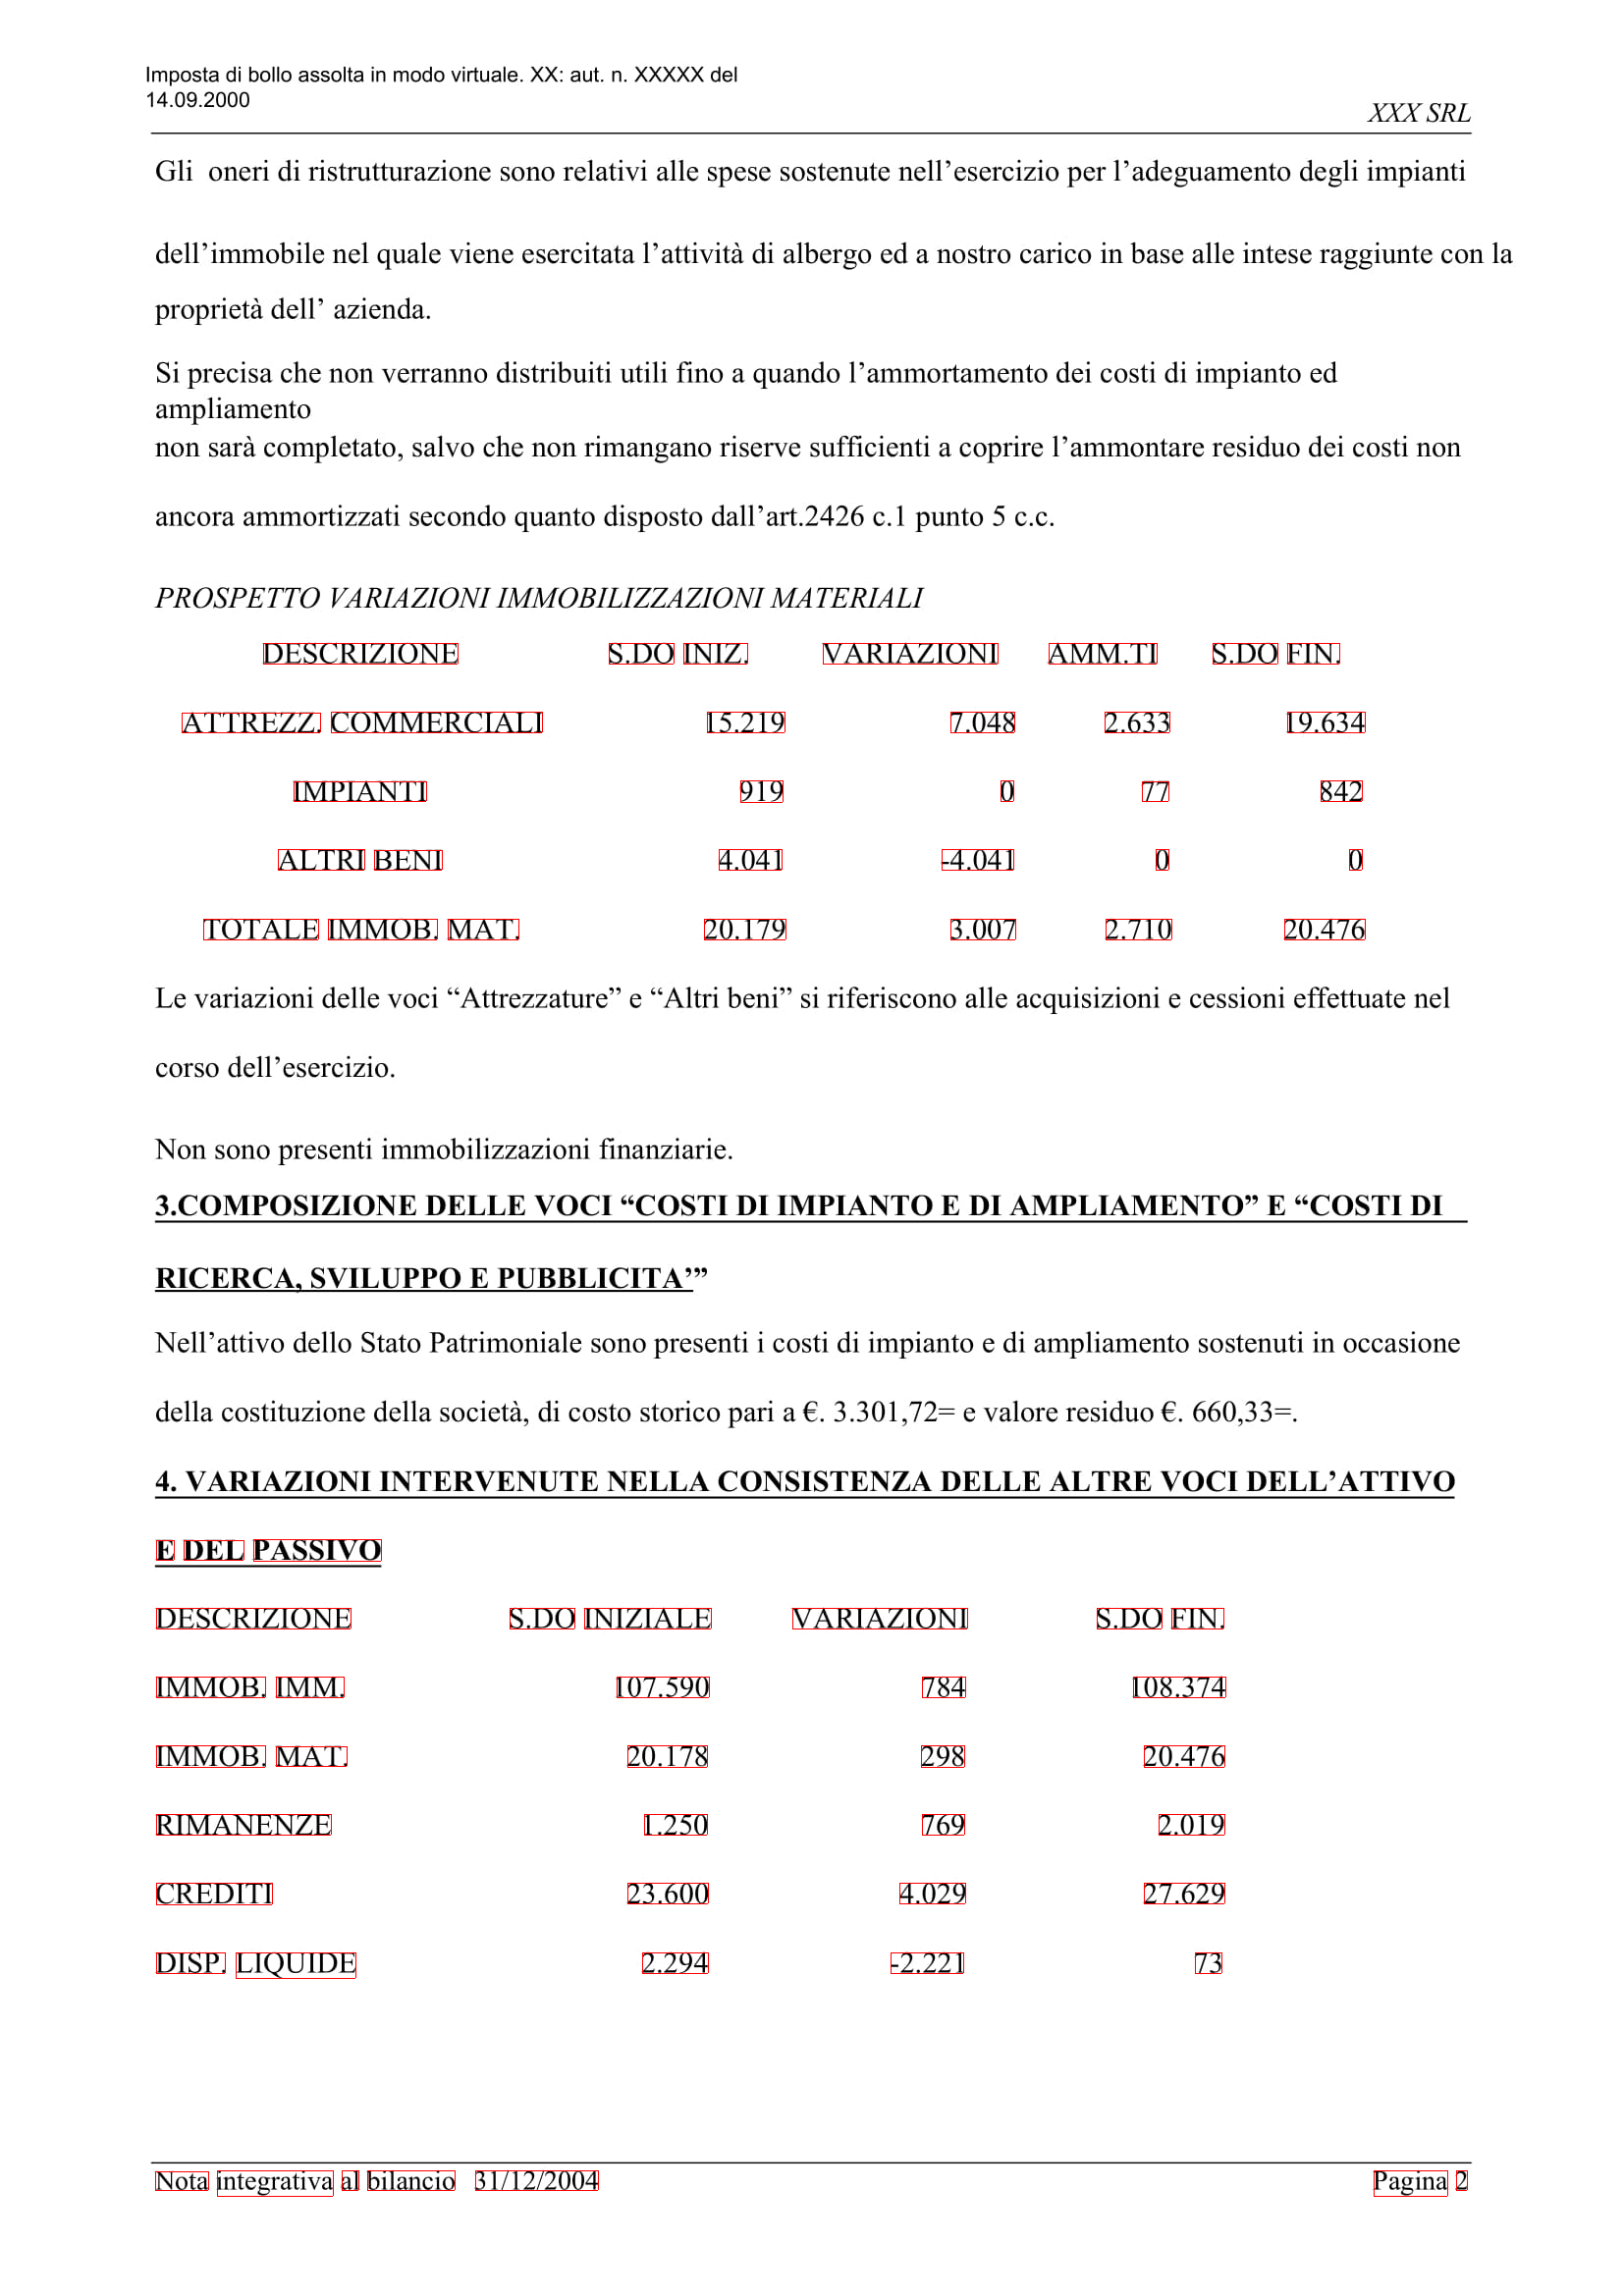 Imposta di bollo assolta in modo virtuale. XX: aut. n. XXXXX del
14.09.2000
XXX SRL
Gli  oneri di ristrutturazione sono relativi alle spese sostenute nell’esercizio per l’adeguamento degli impianti
dell’immobile nel quale viene esercitata l’attività di albergo ed a nostro carico in base alle intese raggiunte con la
proprietà dell’ azienda.
Si precisa che non verranno distribuiti utili fino a quando l’ammortamento dei costi di impianto ed
ampliamento
non sarà completato, salvo che non rimangano riserve sufficienti a coprire l’ammontare residuo dei costi non
ancora ammortizzati secondo quanto disposto dall’art.2426 c.1 punto 5 c.c.
PROSPETTO VARIAZIONI IMMOBILIZZAZIONI MATERIALI
DESCRIZIONE S.DO INIZ. VARIAZIONI AMM.TI S.DO FIN.
ATTREZZ. COMMERCIALI 15.219 7.048 2.633 19.634
IMPIANTI 919 0 77 842
ALTRI BENI 4.041 -4.041 0 0
TOTALE IMMOB. MAT. 20.179 3.007 2.710 20.476
Le variazioni delle voci “Attrezzature” e “Altri beni” si riferiscono alle acquisizioni e cessioni effettuate nel
corso dell’esercizio.
Non sono presenti immobilizzazioni finanziarie.
3.COMPOSIZIONE DELLE VOCI “COSTI DI IMPIANTO E DI AMPLIAMENTO” E “COSTI DI
RICERCA, SVILUPPO E PUBBLICITA’”
Nell’attivo dello Stato Patrimoniale sono presenti i costi di impianto e di ampliamento sostenuti in occasione
della costituzione della società, di costo storico pari a €. 3.301,72= e valore residuo €. 660,33=.
4. VARIAZIONI INTERVENUTE NELLA CONSISTENZA DELLE ALTRE VOCI DELL’ATTIVO
E DEL PASSIVO
DESCRIZIONE S.DO INIZIALE VARIAZIONI S.DO FIN.
IMMOB. IMM. 107.590 784 108.374
IMMOB. MAT. 20.178 298 20.476
RIMANENZE 1.250 769 2.019
CREDITI 23.600 4.029 27.629
DISP. LIQUIDE 2.294 -2.221 73
Nota integrativa al bilancio  31/12/2004 Pagina 2